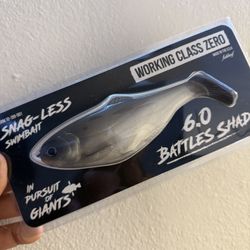 WORKING CLASS ZERO
SNAG-LESS
SWIMBAIT
6.0
BATTLES SHAD
IN
PURSUIT
OF
GIANTS